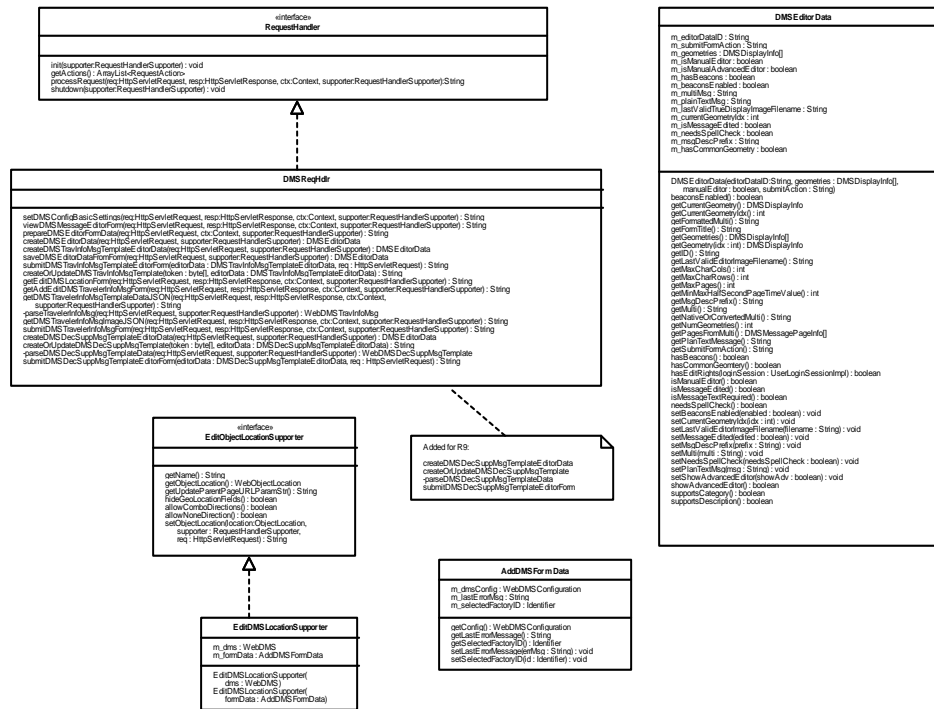 «interface»
RequestHandler
init(supporter:RequestHandlerSupporter) : void
getActions() : ArrayList<RequestAction>
processRequest(req:HttpServletRequest, resp:HttpServletResponse, ctx:Context, supporter:RequestHandlerSupporter):String
shutdown(supporter:RequestHandlerSupporter) : void
DMSReqHdlr
setDMSConfigBasicSettings(req:HttpServletRequest, resp:HttpServletResponse, ctx:Context, supporter:RequestHandlerSupporter) : String
viewDMSMessageEditorForm(req:HttpServletRequest, resp:HttpServletResponse, ctx:Context, supporter:RequestHandlerSupporter) : String
prepareDMSEditorFormData(req:HttpServletRequest, ctx:Context, supporter:RequestHandlerSupporter) : String
createDMSEditorData(req:HttpServletRequest, supporter:RequestHandlerSupporter) : DMSEditorData
createDMSTravInfoMsgTemplateEditorData(req:HttpServletRequest, supporter:RequestHandlerSupporter) : DMSEditorData
saveDMSEditorDataFromForm(req:HttpServletRequest, supporter:RequestHandlerSupporter) : DMSEditorData
submitDMSTravInfoMsgTemplateEditorForm(editorData : DMSTravInfoMsgTemplateEditorData, req : HttpServletRequest) : String
createOrUpdateDMSTravInfoMsgTemplate(token : byte[], editorData : DMSTravInfoMsgTemplateEditorData) : String
getEditDMSLocationForm(req:HttpServletRequest, resp:HttpServletResponse, ctx:Context, supporter:RequestHandlerSupporter) : String
getAddEditDMSTravelerInfoMsgForm(req:HttpServletRequest, resp:HttpServletResponse, ctx:Context, supporter:RequestHandlerSupporter) : String
getDMSTravelerInfoMsgTemplateDataJSON(req:HttpServletRequest, resp:HttpServletResponse, ctx:Context,
supporter:RequestHandlerSupporter) : String
-parseTravelerInfoMsg(req:HttpServletRequest, supporter:RequestHandlerSupporter) : WebDMSTravInfoMsg
getDMSTravelerInfoMsgImageJSON(req:HttpServletRequest, resp:HttpServletResponse, ctx:Context, supporter:RequestHandlerSupporter) : String
submitDMSTravelerInfoMsgForm(req:HttpServletRequest, resp:HttpServletResponse, ctx:Context, supporter:RequestHandlerSupporter) : String
createDMSDecSuppMsgTemplateEditorData(req:HttpServletRequest, supporter:RequestHandlerSupporter) : DMSEditorData
createOrUpdateDMSDecSuppMsgTemplate(token : byte[], editorData : DMSDecSuppMsgTemplateEditorData) : String
-parseDMSDecSuppMsgTemplateData(req:HttpServletRequest, supporter:RequestHandlerSupporter) : WebDMSDecSuppMsgTemplate
submitDMSDecSuppMsgTemplateEditorForm(editorData : DMSDecSuppMsgTemplateEditorData, req : HttpServletRequest) : String
«interface»
EditObjectLocationSupporter
getName() : String
getObjectLocation() : WebObjectLocation
getUpdateParentPageURLParamStr() : String
hideGeoLocationFields() : boolean
allowComboDirections() : boolean
allowNoneDirection() : boolean
setObjectLocation(location:ObjectLocation,
supporter : RequestHandlerSupporter,
req : HttpServletRequest) : String
EditDMSLocationSupporter
m_dms : WebDMS
m_formData : AddDMSFormData
EditDMSLocationSupporter(
dms : WebDMS)
EditDMSLocationSupporter(
formData : AddDMSFormData)
Added for R9:
createDMSDecSuppMsgTemplateEditorData
createOrUpdateDMSDecSuppMsgTemplate
-parseDMSDecSuppMsgTemplateData
submitDMSDecSuppMsgTemplateEditorForm
AddDMSFormData
m_dmsConfig : WebDMSConfiguration
m_lastErrorMsg : String
m_selectedFactoryID : Identifier
getConfig() : WebDMSConfiguration
getLastErrorMessage() : String
getSelectedFactoryID() : Identifier
setLastErrorMessage(errMsg : String) : void
setSelectedFactoryID(id : Identifier) : void
DMSEditorData
m_editorDataID : String
m_submitFormAction : String
m_geometries : DMSDisplayInfo[]
m_isManualEditor : boolean
m_isManualAdvancedEditor : boolean
m_hasBeacons : boolean
m_beaconsEnabled : boolean
m_multiMsg : String
m_plainTextMsg : String
m_lastValidTrueDisplayImageFilename : String
m_currentGeometryIdx : int
m_isMessageEdited : boolean
m_needsSpellCheck : boolean
m_msgDescPrefix : String
m_hasCommonGeometry : boolean
DMSEditorData(editorDataID:String, geometries : DMSDisplayInfo[],
manualEditor : boolean, submitAction : String)
beaconsEnabled() : boolean
getCurrentGeometry() : DMSDisplayInfo
getCurrentGeometryIdx() : int
getFormattedMulti() : String
getFormTitle() : String
getGeometries() : DMSDisplayInfo[]
getGeometry(idx : int) : DMSDisplayInfo
getID() : String
getLastValidEditorImageFilename() : String
getMaxCharCols() : int
getMaxCharRows() : int
getMaxPages() : int
getMinMaxHalfSecondPageTimeValue() : int
getMsgDescPrefix() : String
getMulti() : String
getNativeOrConvertedMulti() : String
getNumGeometries() : int
getPagesFromMulti() : DMSMessagePageInfo[]
getPlanTextMessage() : String
getSubmitFormAction() : String
hasBeacons() : boolean
hasCommonGeomtery() : boolean
hasEditRights(loginSession : UserLoginSessionImpl) : boolean
isManualEditor() : boolean
isMessageEdited() : boolean
isMessageTextRequired() : boolean
needsSpellCheck() : boolean
setBeaconsEnabled(enabled : boolean) : void
setCurrentGeometryIdx(idx : int) : void
setLastValidEditorImageFilename(filename : String) : void
setMessageEdited(edited : boolean) : void
setMsgDescPrefix(prefix : String) : void
setMulti(multi : String) : void
setNeedsSpellCheck(needsSpellCheck : boolean) : void
setPlanTextMsg(msg : String) : void
setShowAdvancedEditor(showAdv : boolean) : void
showAdvancedEditor() : boolean
supportsCategory() : boolean
supportsDescription() : boolean